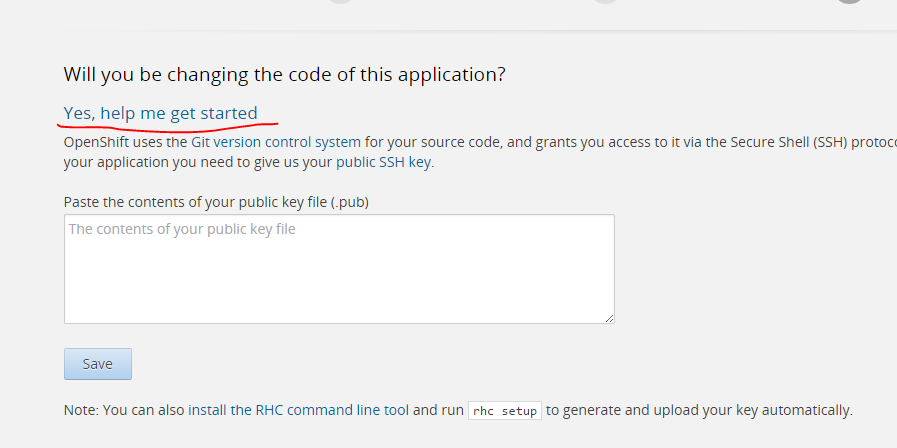 Will you be changing the code of this application?
Yes, help me get started
OpenShift uses the Git version control system for your source code, and grants you access to it via the Secure Shell (SSH)
your application you need to give us your public SSH key.
Paste the contents of your public key file (.pub)
The contents of your public key file
Save
Note: You can also install the RHC command line tool and run rhc setup to generate and upload your key automatically.